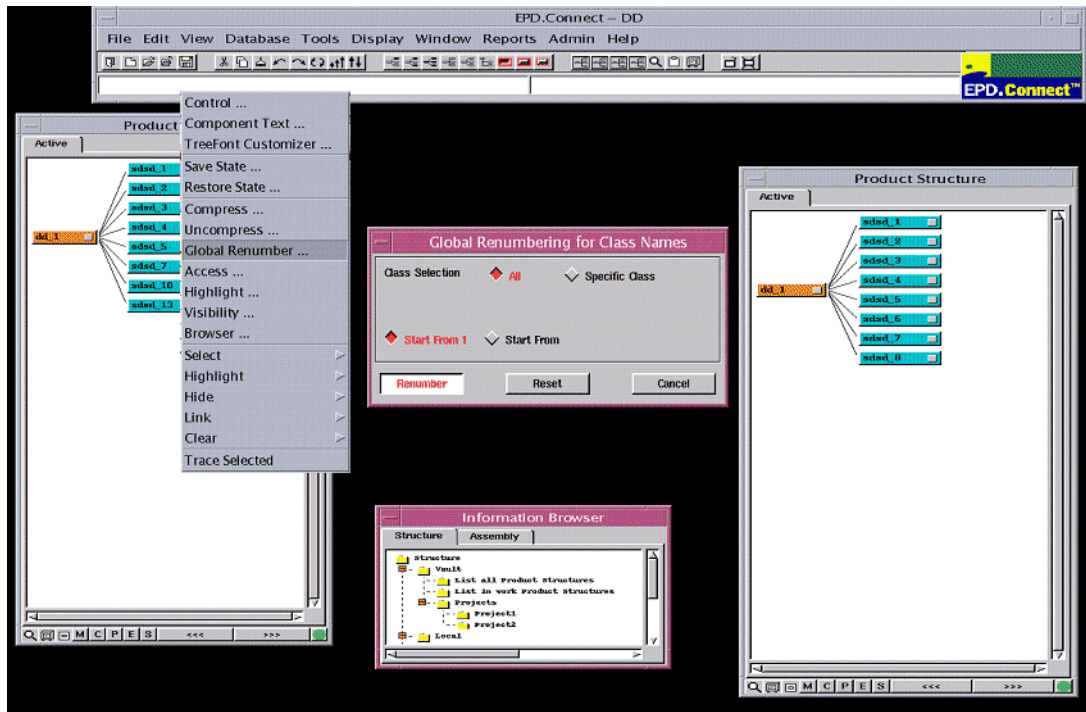 EPD.Connect – DD
File Edit View Database Tools Display Window Reports Admin Help
EPD.Connect™
Control ...
Component Text ...
TreeFont Customizer ...
Save State ...
Restore State ...
Compress ...
Uncompress ...
Global Renumber ...
Access ...
Highlight ...
Visibility ...
Browser ...
Select
Highlight
Hide
Link
Clear
Trace Selected
Product
Active
sdsd_1
sdsd_2
sdsd_3
sdsd_4
dd_1
sdsd_5
sdsd_7
sdsd_10
sdsd_13
M C P E S <<< >>>
Global Renumbering for Class Names
Class Selection All Specific Class
Start From 1 Start From
Renumber Reset Cancel
Information Browser
Structure Assembly
Structure
Vault
List all Product Structures
List in work Product Structures
Projects
Project1
Project2
Local
Product Structure
Active
sdsd_1
sdsd_2
sdsd_3
sdsd_4
dd_1
sdsd_5
sdsd_6
sdsd_7
sdsd_8
M C P E S <<< >>>